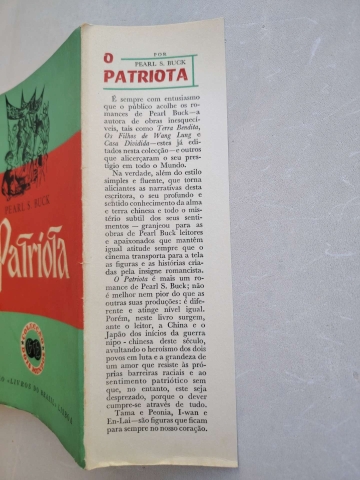 POR
PEARL S. BUCK
O
PATRIOTA
É sempre com entusiasmo
que o público acolhe os ro-
mances de Pearl Buck—a
autora de obras inesquecí-
veis, tais como Terra Bendita,
Os Filhos de Wang Lung e
Casa Dividida—estes já edi-
tados nesta colecção—e outros
que alicerçaram o seu pres-
tígio em todo o Mundo.
Na verdade, além do estilo
simples e fluente, que torna
aliciantes as narrativas desta
escritora, o seu profundo e
sentido conhecimento da alma
e terra chinesa e todo o mis-
tério subtil dos seus senti-
mentos — granjeou para as
obras de Pearl Buck leitores
e apaixonados que mantêm
igual atitude sempre que o
cinema transporta para a tela
as figuras e as histórias cria-
das pela insigne romancista.
O Patriota é mais um ro-
mance de Pearl S. Buck; não
é melhor nem pior do que as
outras suas produções: é dife-
rente e atinge nível igual.
Porém, neste livro surgem,
ante o leitor, a China e o
Japão dos inícios da guerra
nipo-chinesa deste século,
avultando o heroísmo dos dois
povos em luta e a grandeza de
um amor que resiste às pró-
prias barreiras raciais e ao
sentimento patriótico sem
que, no entanto, este seja
desprezado, porque o dever
cumpre-se através de tudo.
Tama e Peonia, I-wan e
En-Lai—são figuras que ficam
para sempre no nosso coração.
PEARL S. BUCK
Patriota
«LIVROS DO BRASIL» LISBOA